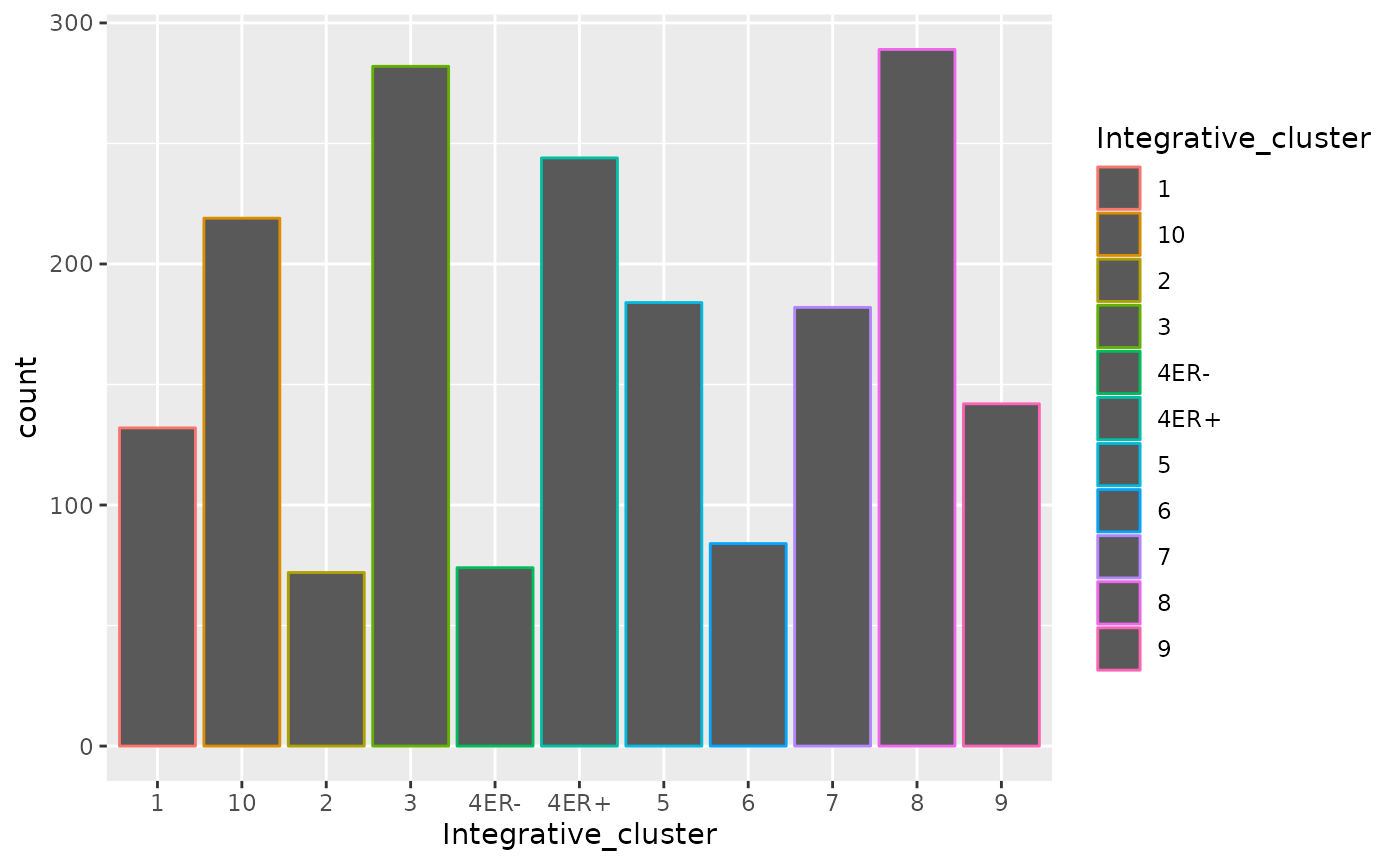 300
200
100
0
count
1 10 2 3 4ER- 4ER+ 5 6 7 8 9
Integrative_cluster
Integrative_cluster
1
10
2
3
4ER-
4ER+
5
6
7
8
9